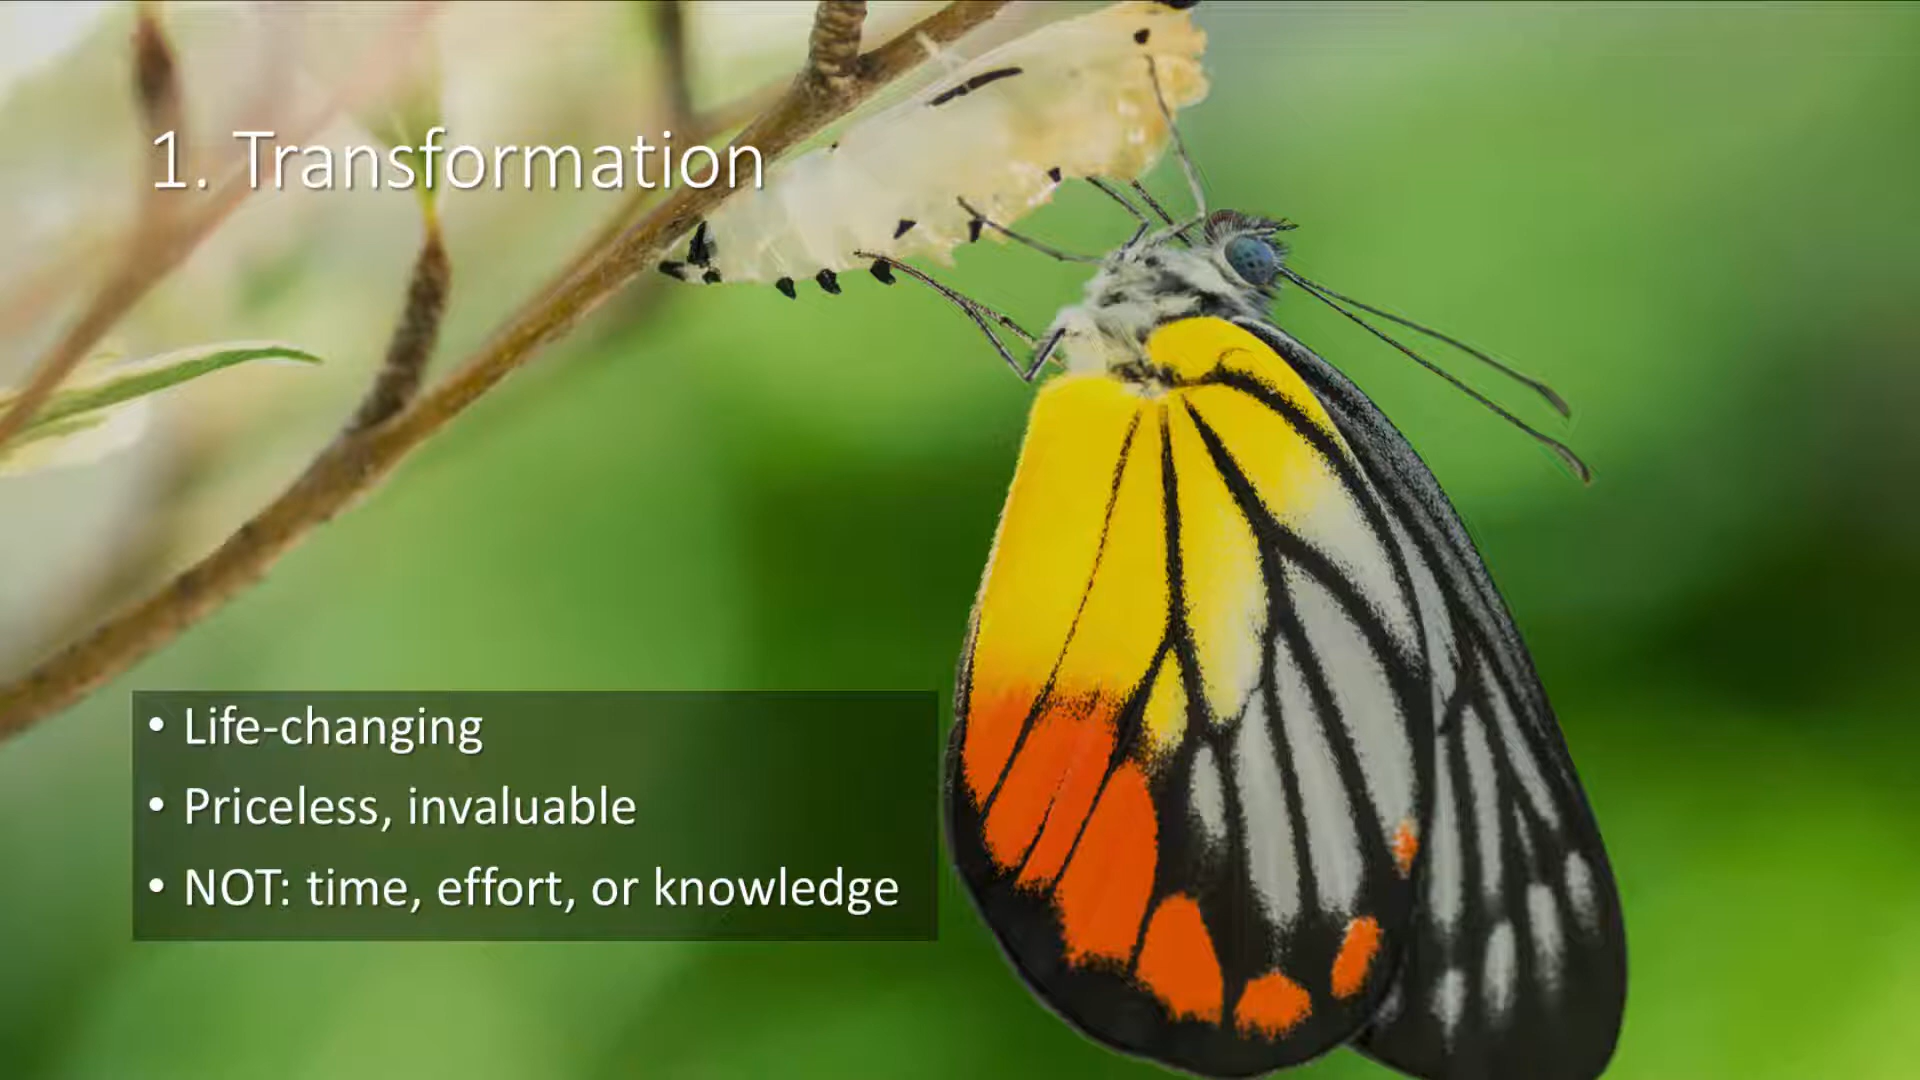 1. Transformation
• Life-changing
• Priceless, invaluable
• NOT: time, effort, or knowledge